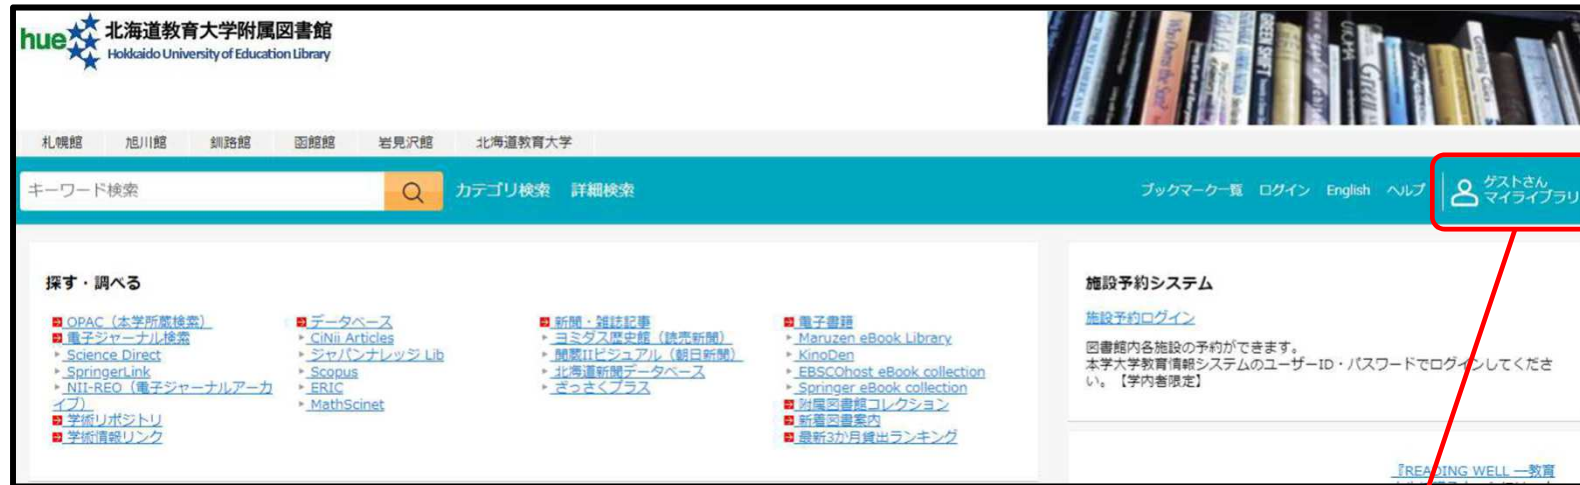 hue 北海道教育大学附属図書館
Hokkaido University of Education Library
札幌館 旭川館 釧路館 函館館 岩見沢館 北海道教育大学
キーワード検索 カテゴリ検索 詳細検索 ブックマーク一覧 ログイン English ヘルプ ゲストさん
マイライブラリ
探す・調べる
OPAC（本学所蔵検索）
電子ジャーナル検索
Science Direct
SpringerLink
NII-REO（電子ジャーナルアーカ
イブ）
学術リポジトリ
学術情報リンク
データベース
CiNii Articles
ジャパンナレッジ Lib
Scopus
ERIC
MathScinet
新聞・雑誌記事
ヨミダス歴史館（読売新聞）
聞蔵IIビジュアル（朝日新聞）
北海道新聞データベース
ざっさくプラス
電子書籍
Maruzen eBook Library
KinoDen
EBSCOhost eBook collection
Springer eBook collection
附属図書館コレクション
新着図書案内
最新3か月貸出ランキング
施設予約システム
施設予約ログイン
図書館内各施設の予約ができます。
本学大学教育情報システムのユーザーID・パスワードでログインしてくださ
い。【学内者限定】
『READING WELL ―教育